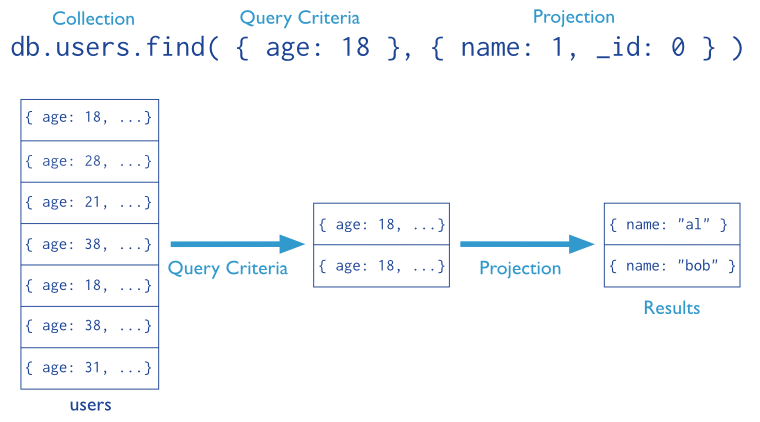 Collection Query Criteria Projection
db.users.find( { age: 18 }, { name: 1, _id: 0 } )
{ age: 18, ...}
{ age: 28, ...}
{ age: 21, ...}
{ age: 38, ...}
{ age: 18, ...}
{ age: 38, ...}
{ age: 31, ...}
users
Query Criteria
{ age: 18, ...}
{ age: 18, ...}
Projection
{ name: "al" }
{ name: "bob" }
Results